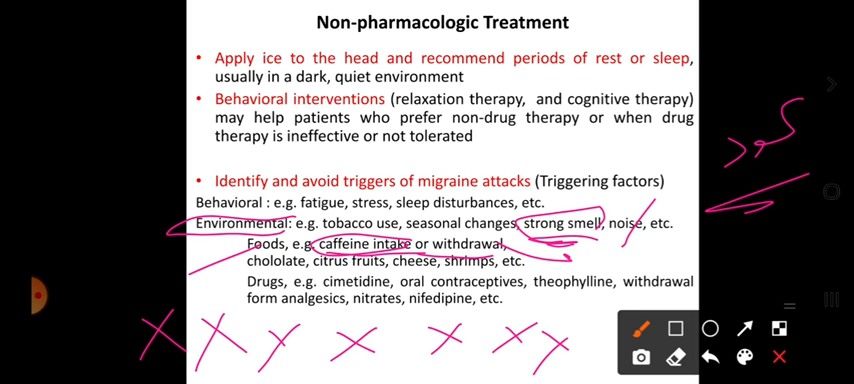 Non-pharmacologic Treatment
• Apply ice to the head and recommend periods of rest or sleep,
usually in a dark, quiet environment
• Behavioral interventions (relaxation therapy, and cognitive therapy)
may help patients who prefer non-drug therapy or when drug
therapy is ineffective or not tolerated
• Identify and avoid triggers of migraine attacks (Triggering factors)
Behavioral : e.g. fatigue, stress, sleep disturbances, etc.
Environmental: e.g. tobacco use, seasonal changes, strong smell, noise, etc.
Foods, e.g. caffeine intake or withdrawal,
chololate, citrus fruits, cheese, shrimps, etc.
Drugs, e.g. cimetidine, oral contraceptives, theophylline, withdrawal
form analgesics, nitrates, nifedipine, etc.